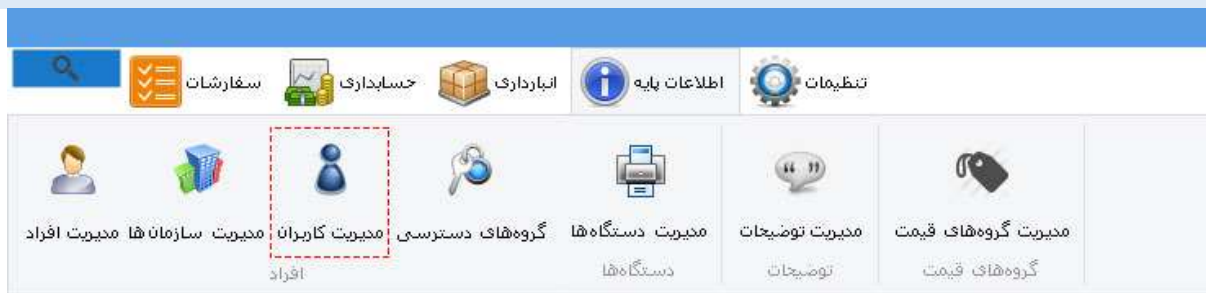 تنظیمات اطلاعات پایه انبارداری حسابداری سفارشات
مدیریت گروه‌های قیمت مدیریت توضیحات مدیریت دستگاه‌ها گروه‌های دسترسی مدیریت کاربران مدیریت سازمان‌ها مدیریت افراد
گروه‌های قیمت توضیحات دستگاه‌ها افراد